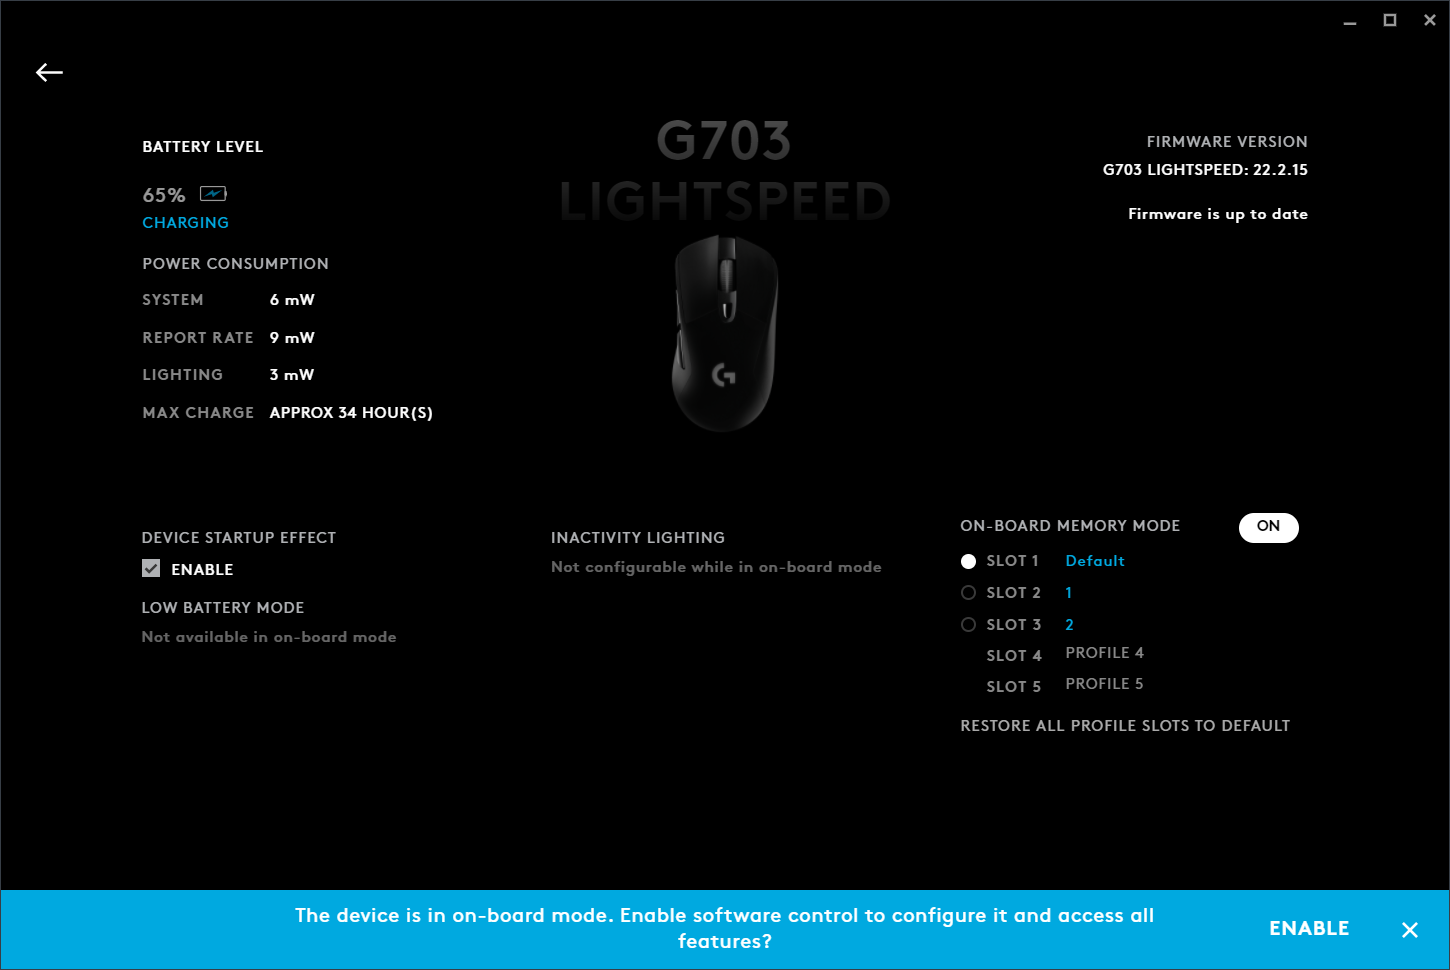 G703
LIGHTSPEED
BATTERY LEVEL
65%
CHARGING
POWER CONSUMPTION
SYSTEM 6 mW
REPORT RATE 9 mW
LIGHTING 3 mW
MAX CHARGE APPROX 34 HOUR(S)
FIRMWARE VERSION
G703 LIGHTSPEED: 22.2.15
Firmware is up to date
DEVICE STARTUP EFFECT
ENABLE
LOW BATTERY MODE
Not available in on-board mode
INACTIVITY LIGHTING
Not configurable while in on-board mode
ON-BOARD MEMORY MODE ON
SLOT 1 Default
SLOT 2 1
SLOT 3 2
SLOT 4 PROFILE 4
SLOT 5 PROFILE 5
RESTORE ALL PROFILE SLOTS TO DEFAULT
The device is in on-board mode. Enable software control to configure it and access all
features?
ENABLE